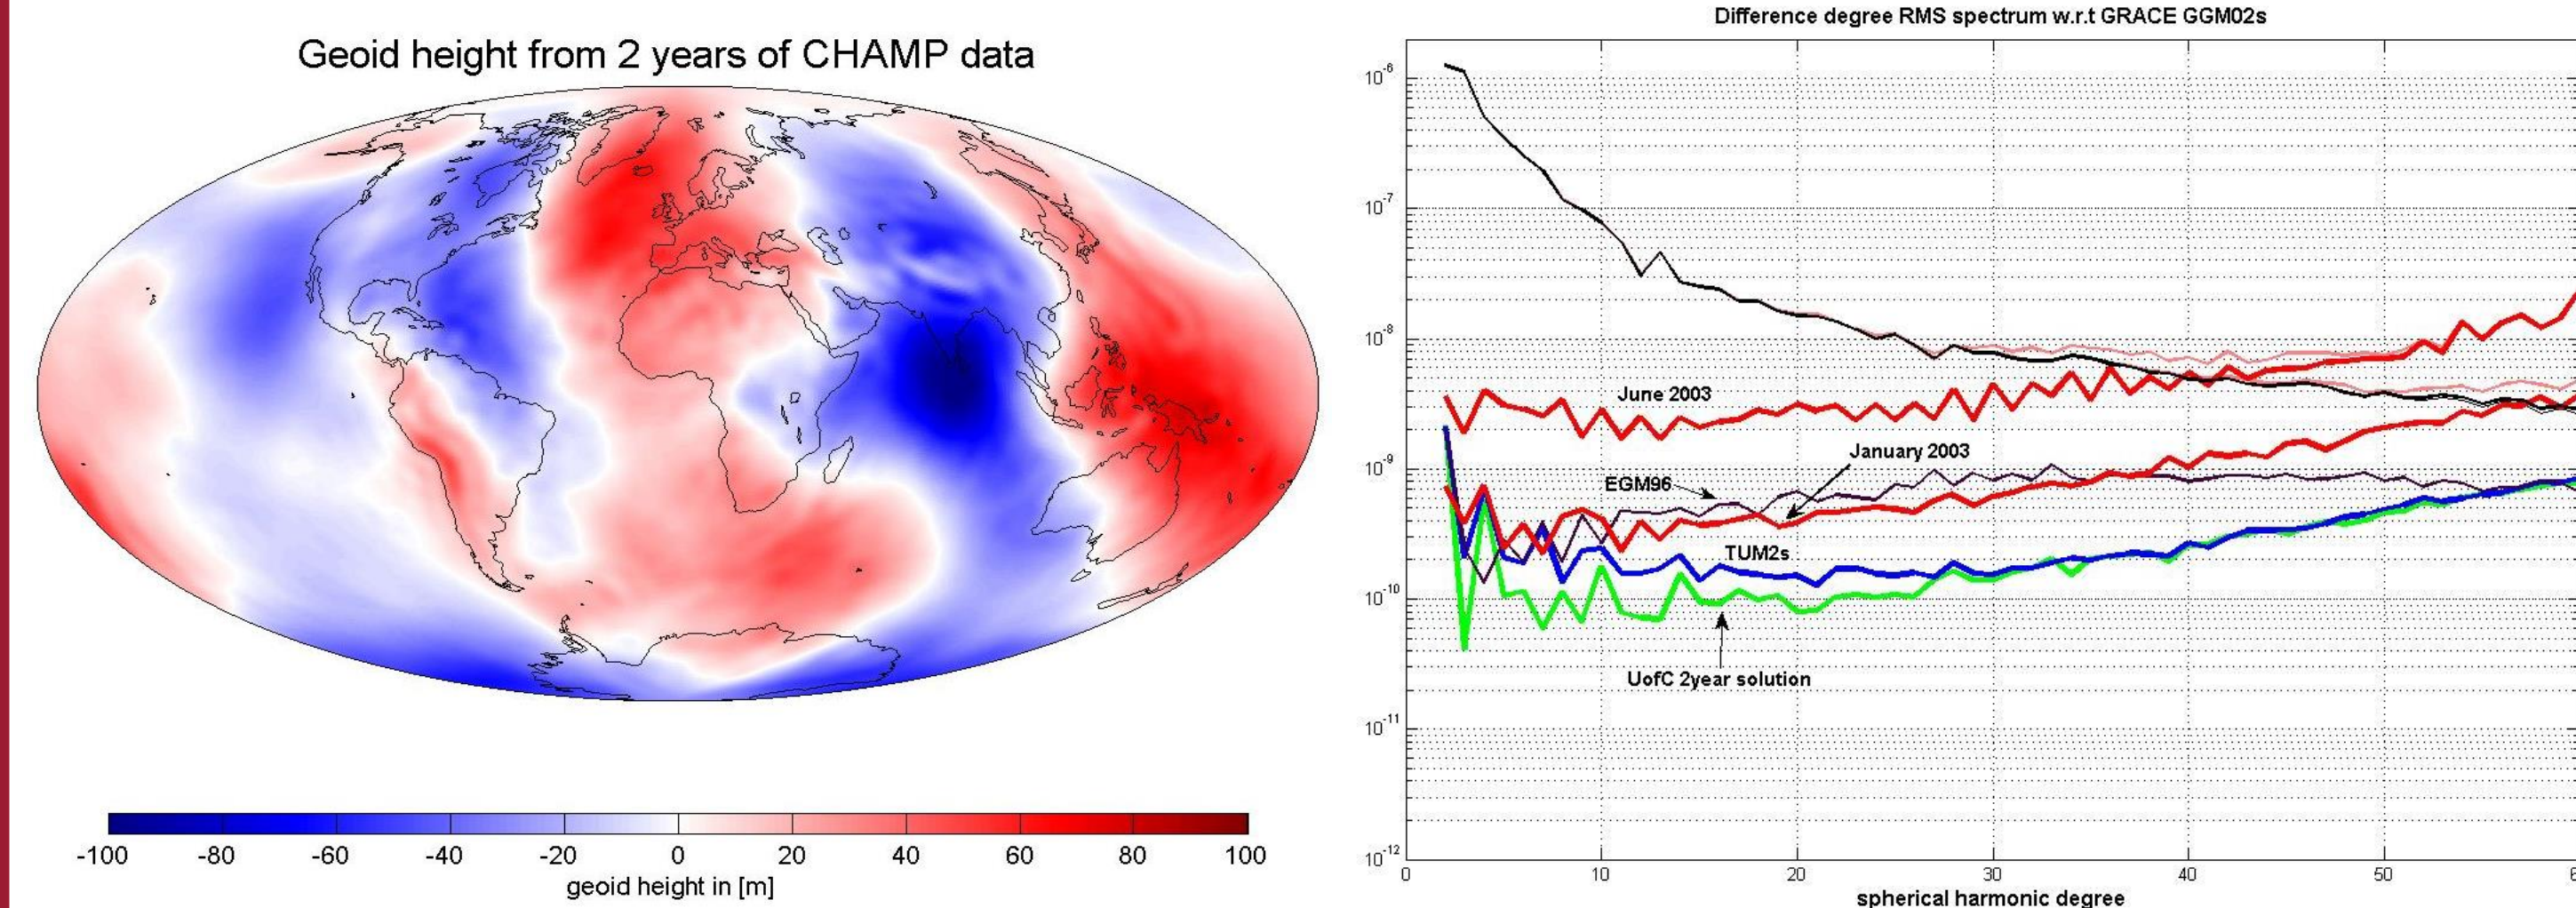 Geoid height from 2 years of CHAMP data
-100 -80 -60 -40 -20 0 20 40 60 80 100
geoid height in [m]
Difference degree RMS spectrum w.r.t GRACE GGM02s
10^-6
10^-7
10^-8
10^-9
10^-10
10^-11
10^-12
June 2003
January 2003
EGM96
TUM2s
UofC 2year solution
0 10 20 30 40 50
spherical harmonic degree